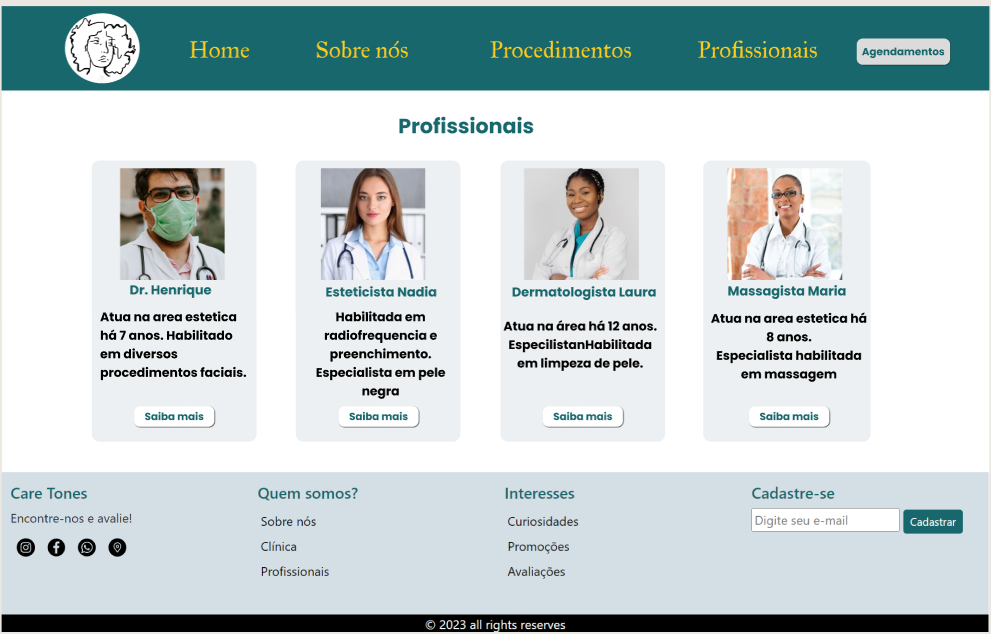 Home Sobre nós Procedimentos Profissionais Agendamentos
Profissionais
Dr. Henrique
Atua na area estetica
há 7 anos. Habilitado
em diversos
procedimentos faciais.
Saiba mais
Esteticista Nadia
Habilitada em
radiofrequencia e
preenchimento.
Especialista em pele
negra
Saiba mais
Dermatologista Laura
Atua na área há 12 anos.
EspecilistanHabilitada
em limpeza de pele.
Saiba mais
Massagista Maria
Atua na area estetica há
8 anos.
Especialista habilitada
em massagem
Saiba mais
Care Tones
Encontre-nos e avalie!
Quem somos?
Sobre nós
Clínica
Profissionais
Interesses
Curiosidades
Promoções
Avaliações
Cadastre-se
Digite seu e-mail Cadastrar
© 2023 all rights reserves